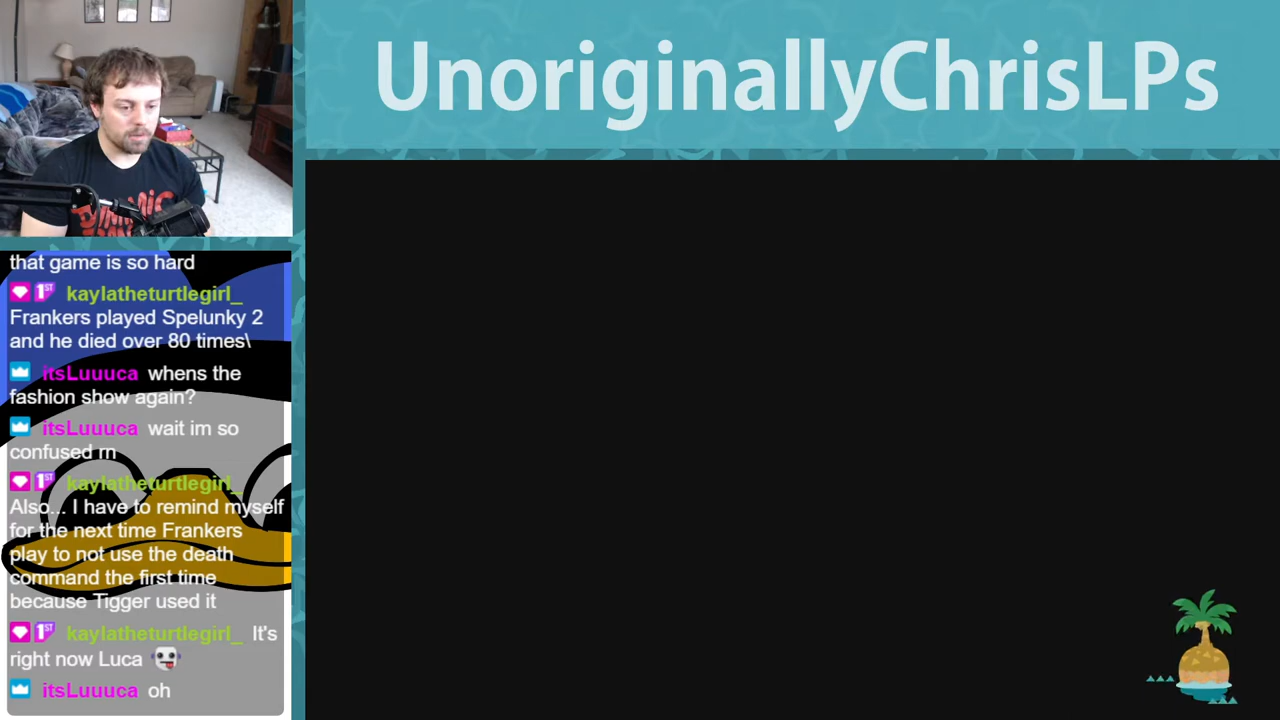 UnoriginallyChrisLPs
that game is so hard
kaylatheturtlegirl_
Frankers played Spelunky 2
and he died over 80 times\
itsLuuuca whens the
fashion show again?
itsLuuuca wait im so
confused rn
kaylatheturtlegirl_
Also... I have to remind myself
for the next time Frankers
play to not use the death
command the first time
because Tigger used it
kaylatheturtlegirl_ It's
right now Luca
itsLuuuca oh